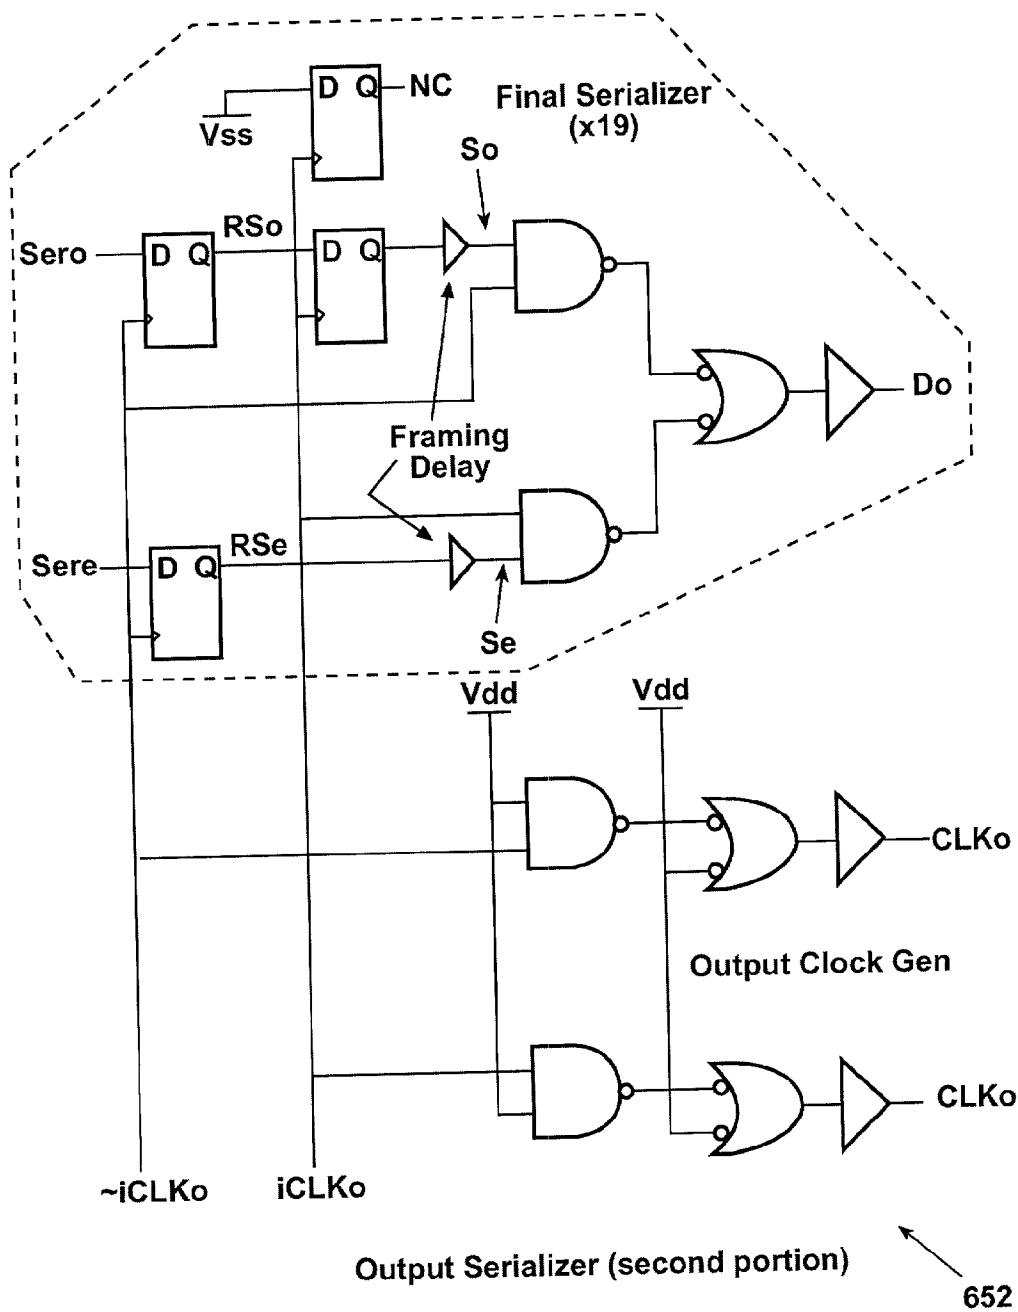 D Q NC
Vss
Final Serializer
(x19)
So
Sero
D Q
RSo
D Q
Do
Framing
Delay
Sere
D Q
RSe
Se
Vdd
Vdd
CLKo
Output Clock Gen
CLKo
~iCLKo
iCLKo
Output Serializer (second portion)
652